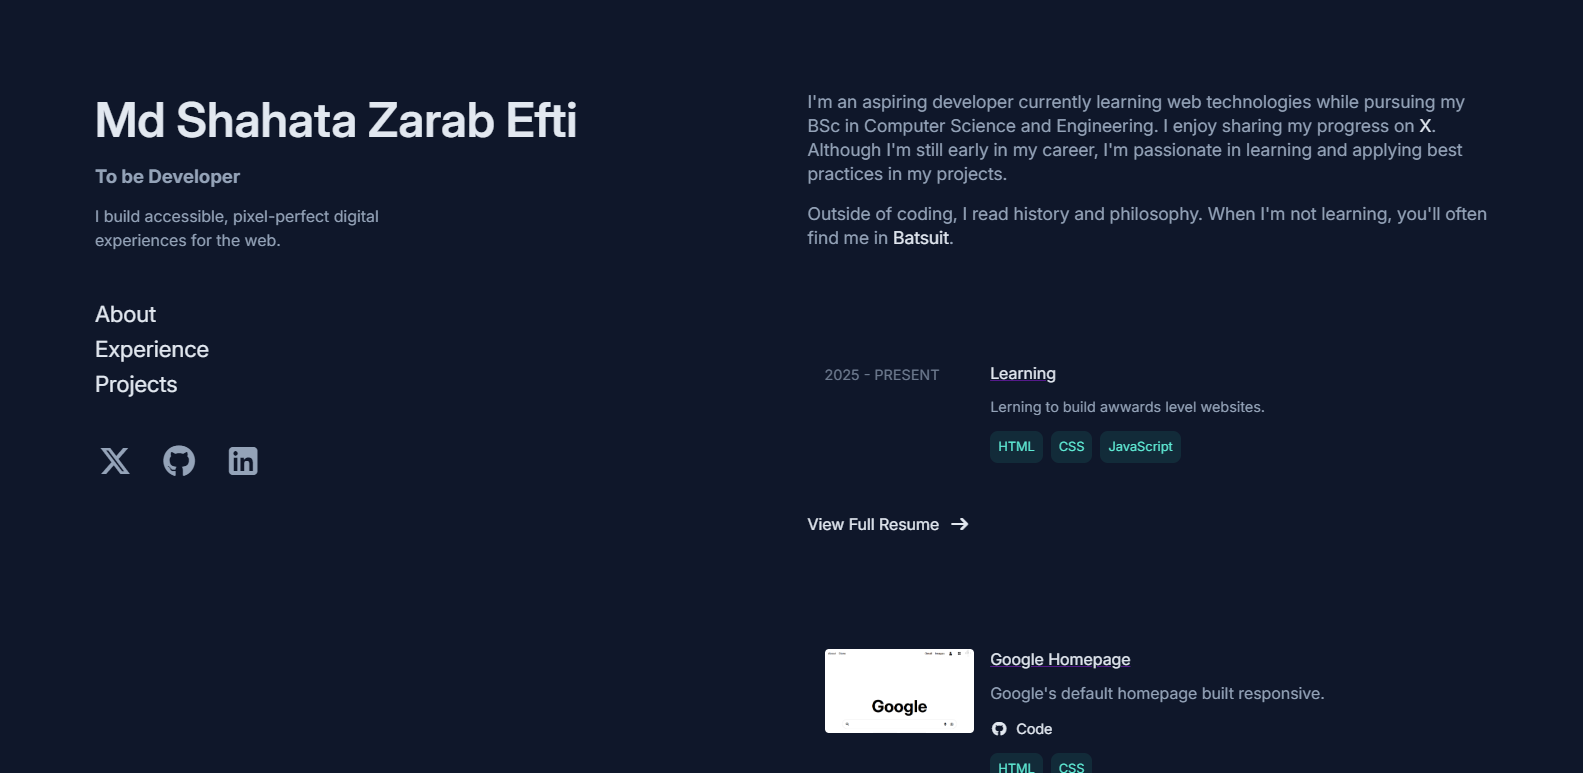 Md Shahata Zarab Efti
To be Developer
I build accessible, pixel-perfect digital
experiences for the web.
About
Experience
Projects
I'm an aspiring developer currently learning web technologies while pursuing my
BSc in Computer Science and Engineering. I enjoy sharing my progress on X.
Although I'm still early in my career, I'm passionate in learning and applying best
practices in my projects.
Outside of coding, I read history and philosophy. When I'm not learning, you'll often
find me in Batsuit.
2025 - PRESENT
Learning
Lerning to build awwards level websites.
HTML CSS JavaScript
View Full Resume
Google
Google Homepage
Google's default homepage built responsive.
Code
HTML CSS